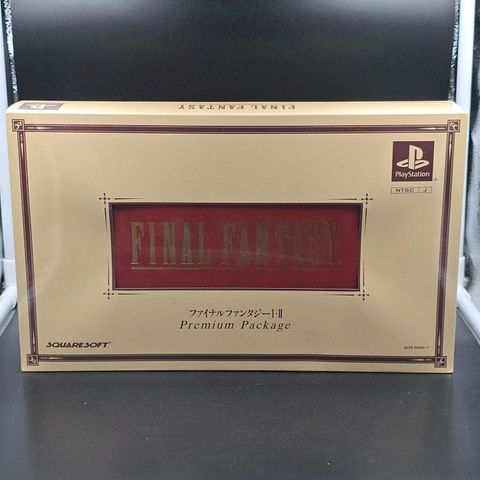 FINAL FANTASY
PlayStation
NTSC J
FINAL FANTASY
ファイナルファンタジーI・II
Premium Package
SQUARESOFT